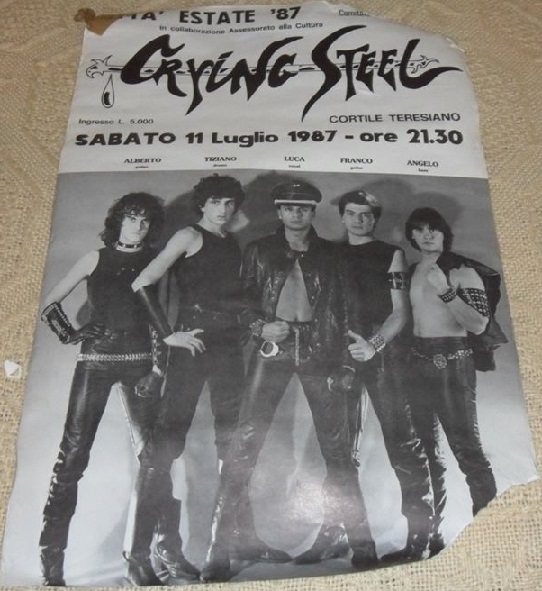 TA' ESTATE '87
In collaborazione Assessorato alla Cultura
CRYING STEEL
Ingresso L. 5.000
CORTILE TERESIANO
SABATO 11 Luglio 1987 - ore 21.30
ALBERTO TIZIANO LUCA FRANCO ANGELO